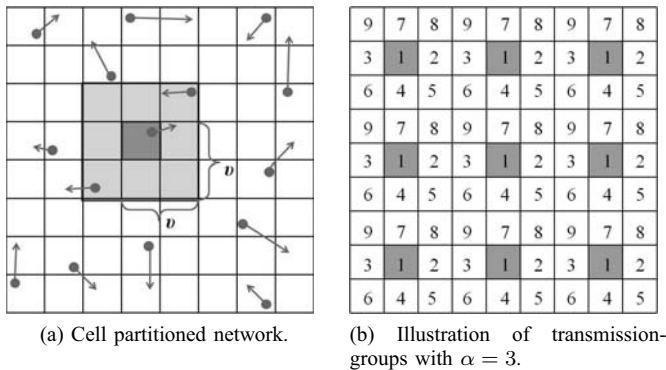 υ
υ
9 7 8 9 7 8 9 7 8
3 1 2 3 1 2 3 1 2
6 4 5 6 4 5 6 4 5
9 7 8 9 7 8 9 7 8
3 1 2 3 1 2 3 1 2
6 4 5 6 4 5 6 4 5
9 7 8 9 7 8 9 7 8
3 1 2 3 1 2 3 1 2
6 4 5 6 4 5 6 4 5
(a) Cell partitioned network.
(b) Illustration of transmission-
groups with α = 3.